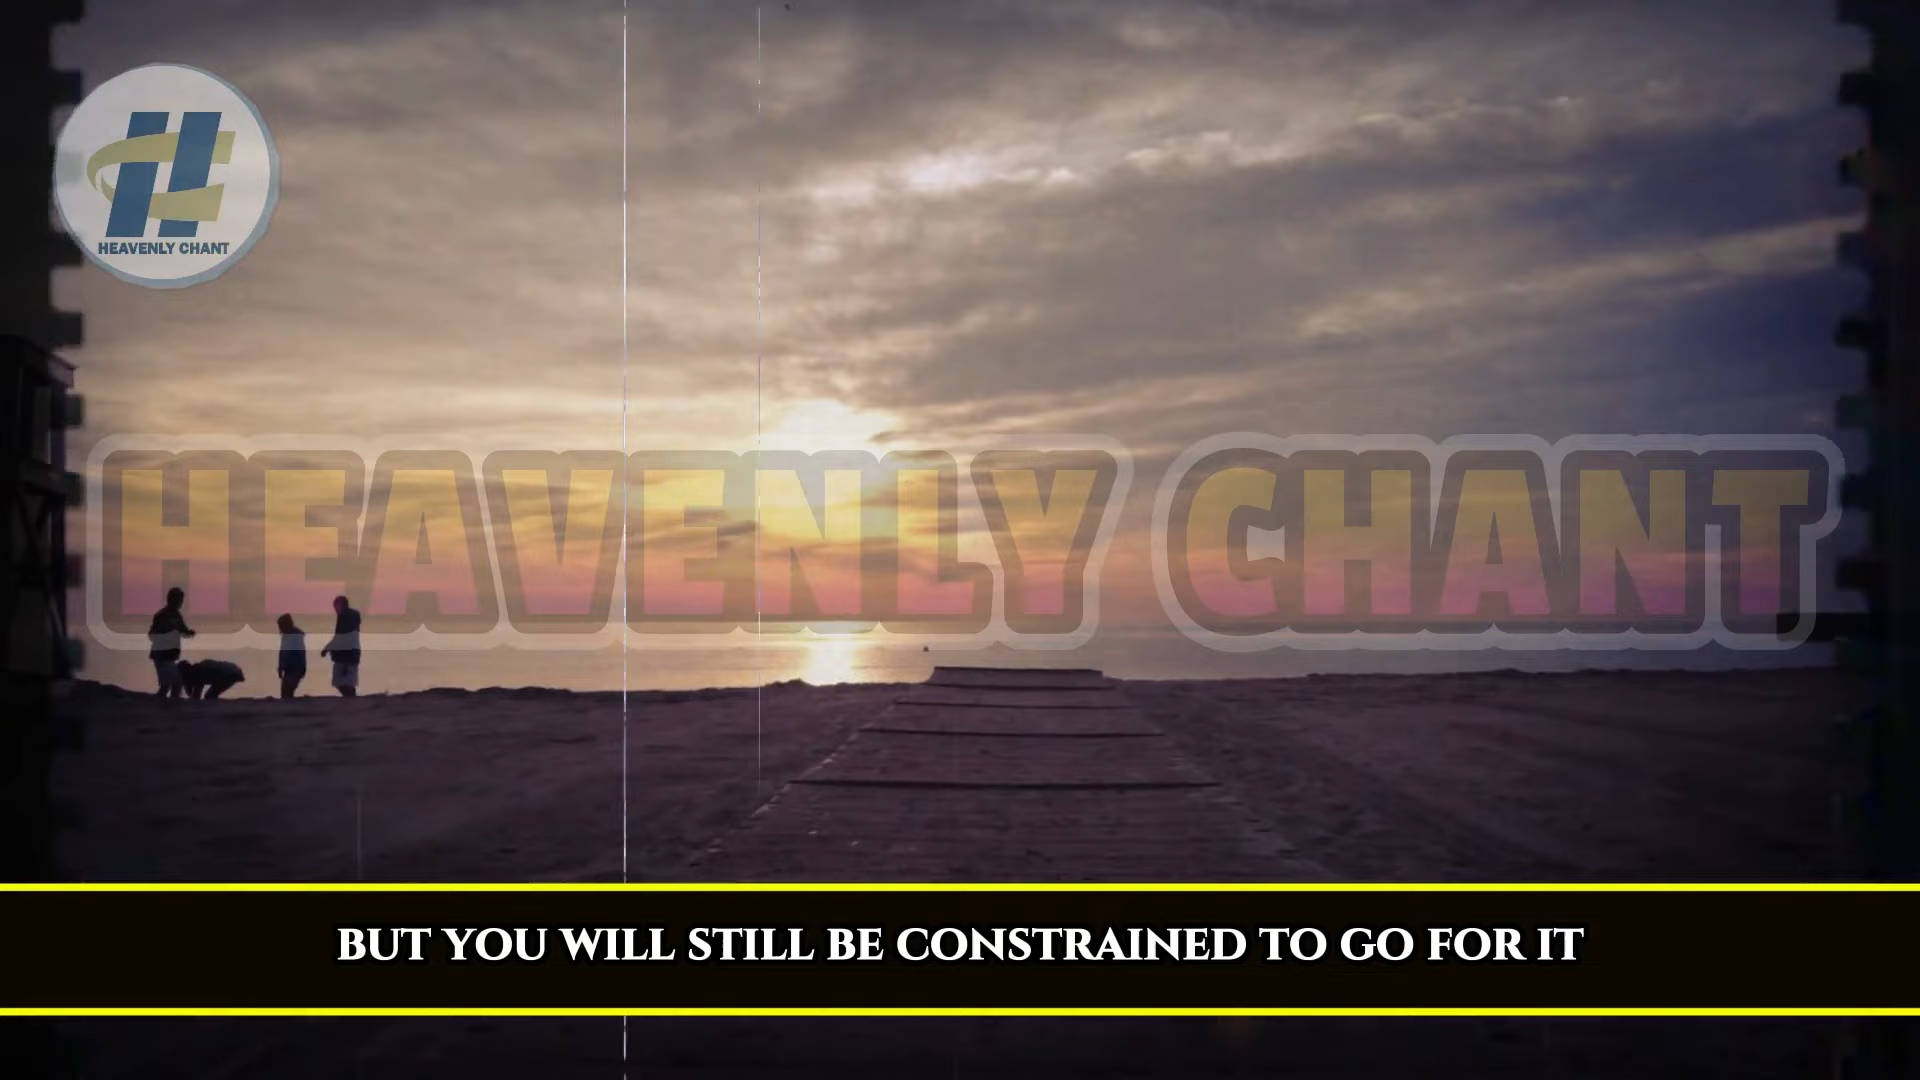 HEAVENLY CHANT
HEAVENLY CHANT
BUT YOU WILL STILL BE CONSTRAINED TO GO FOR IT